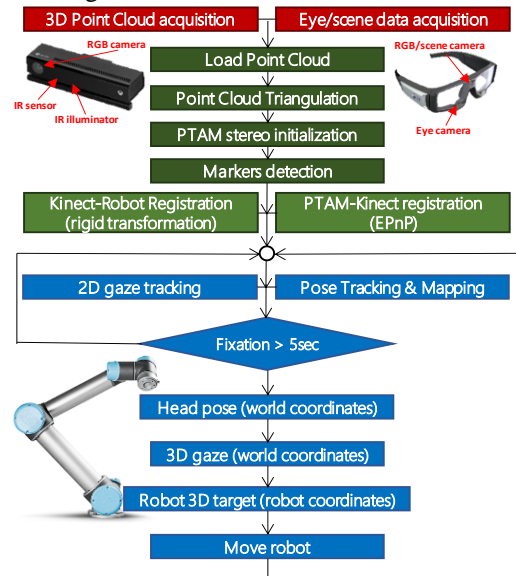 3D Point Cloud acquisition
Eye/scene data acquisition
RGB camera
IR sensor
IR illuminator
RGB/scene camera
Eye camera
Load Point Cloud
Point Cloud Triangulation
PTAM stereo initialization
Markers detection
Kinect-Robot Registration
(rigid transformation)
PTAM-Kinect registration
(EPnP)
2D gaze tracking
Pose Tracking & Mapping
Fixation > 5sec
Head pose (world coordinates)
3D gaze (world coordinates)
Robot 3D target (robot coordinates)
Move robot